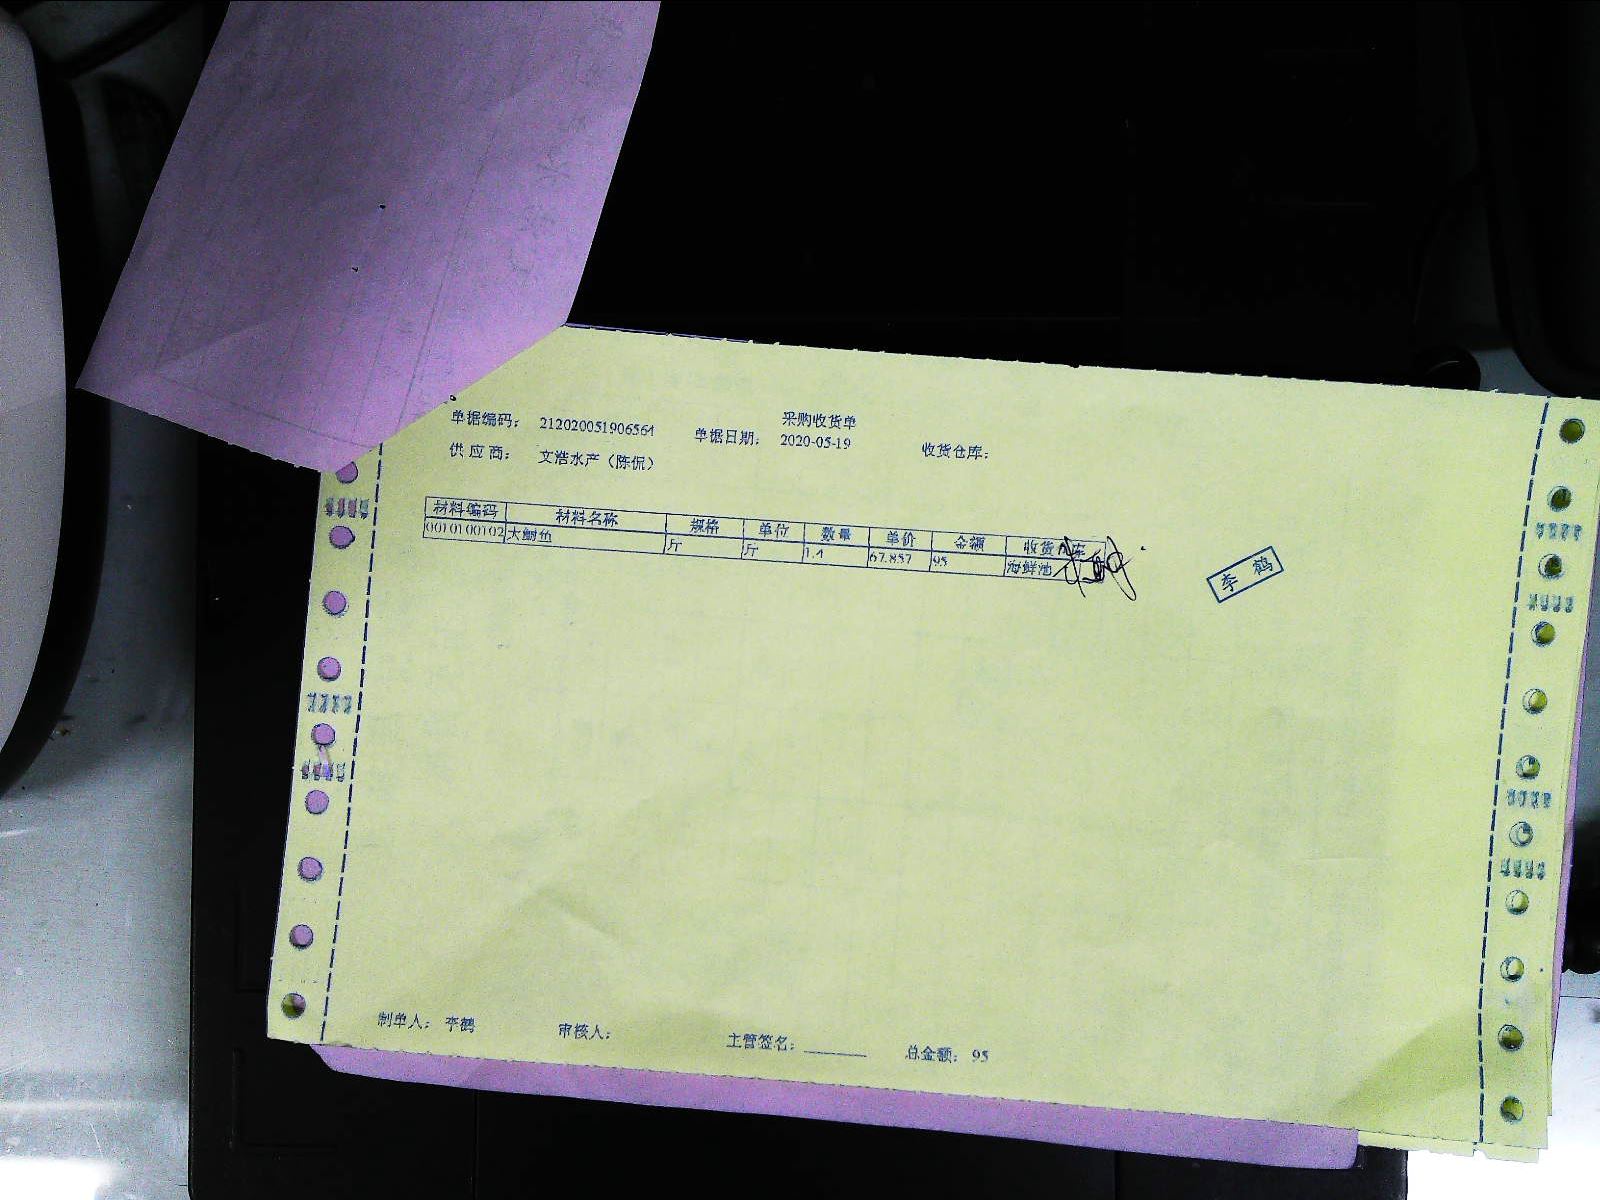 采购收货单
单据编码： 212020051906564 单据日期： 2020-05-19 收货仓库：
供应商： 文浩水产（陈侃）
材料编码 材料名称 规格 单位 数量 单价 金额 收货仓库
0010100102 大鲷鱼 斤 斤 1.4 67.857 95 海鲜池
李鹤
制单人： 李鹤 审核人： 主管签名： 总金额： 95